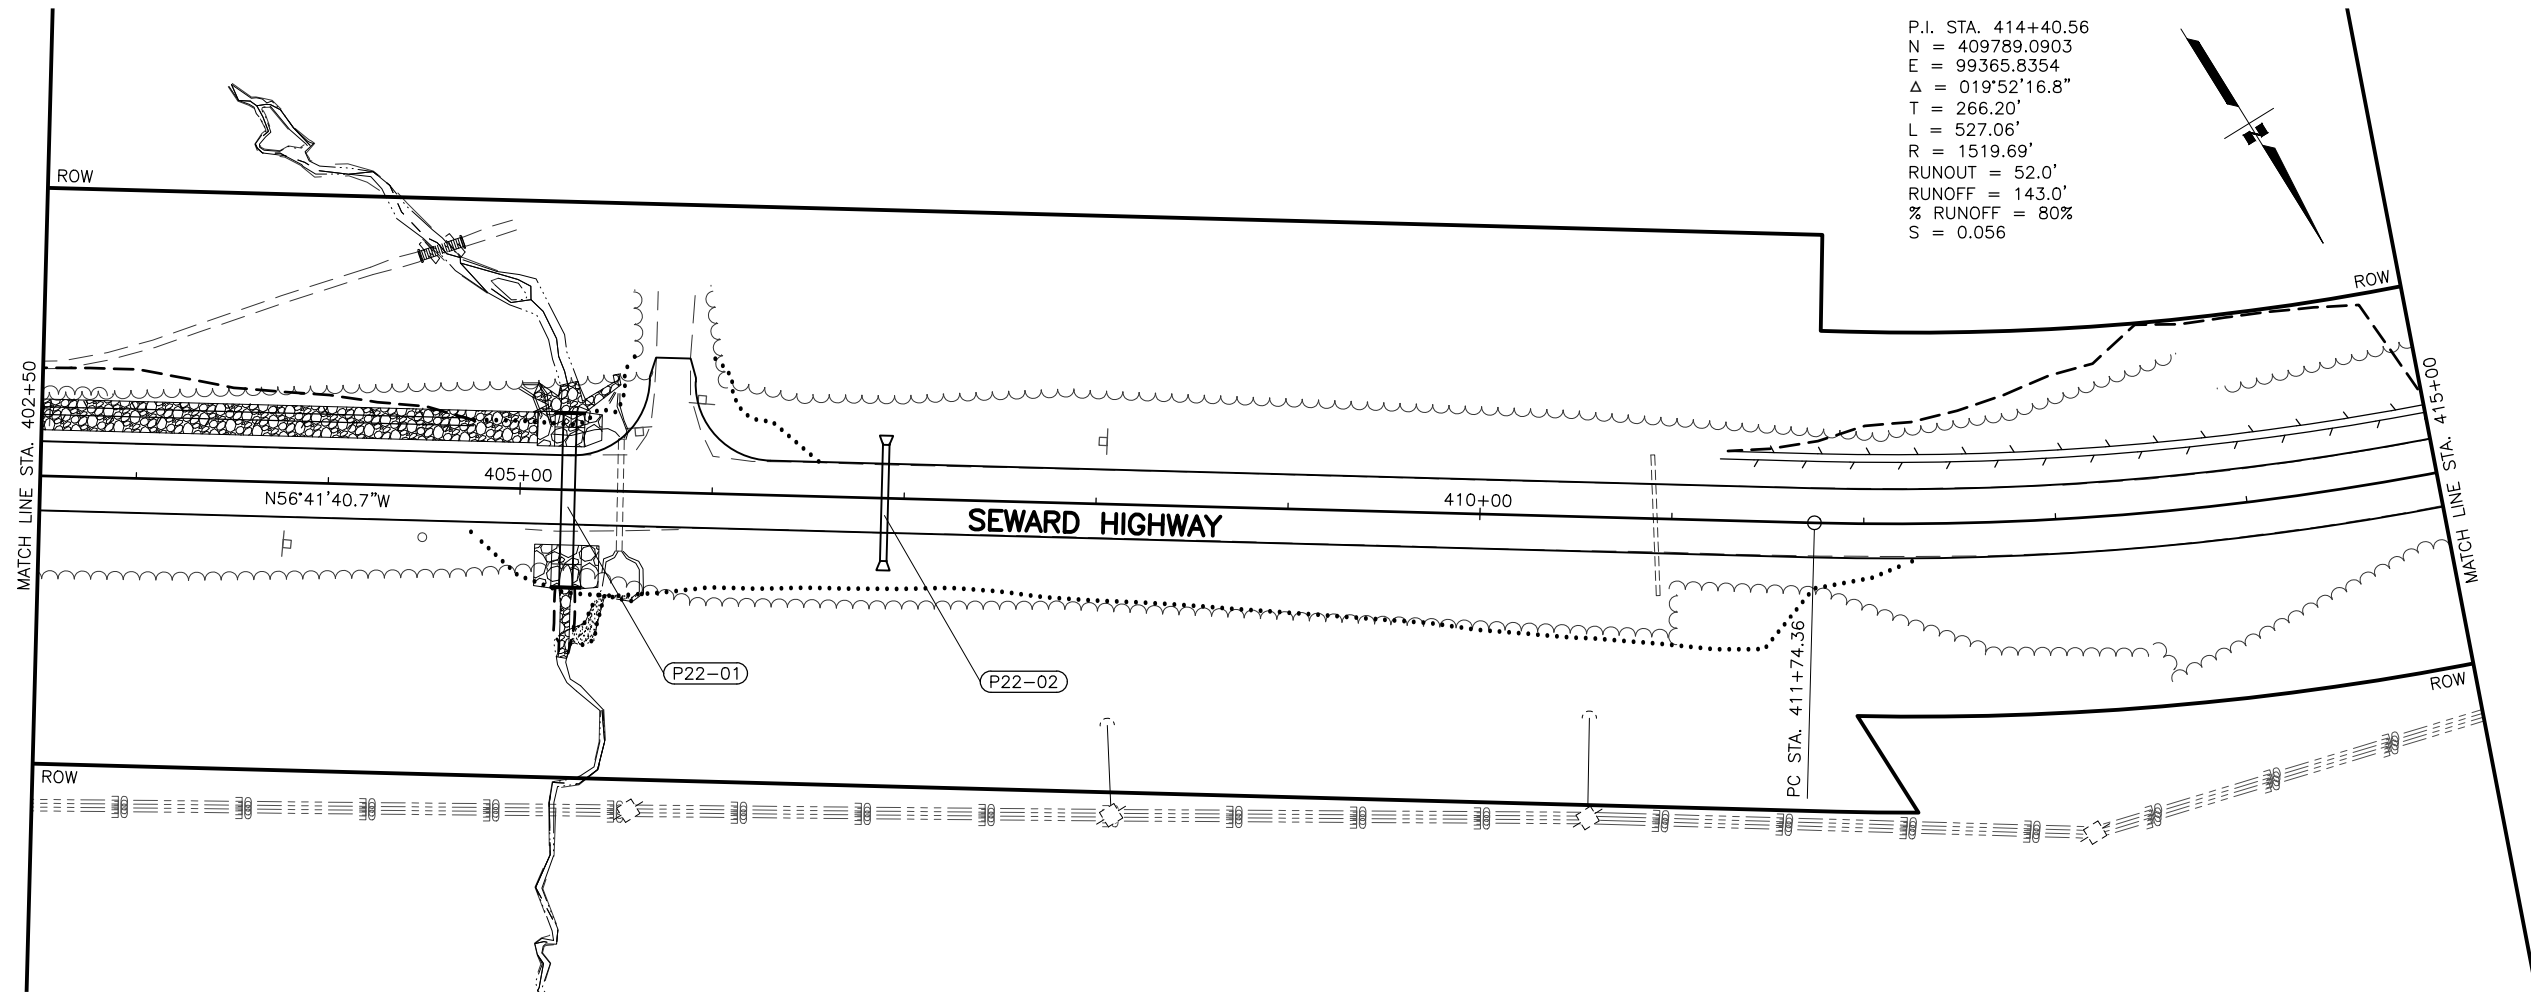 P.I. STA. 414+40.56
N = 409789.0903
E = 99365.8354
Δ = 019°52'16.8"
T = 266.20'
L = 527.06'
R = 1519.69'
RUNOUT = 52.0'
RUNOFF = 143.0'
% RUNOFF = 80%
S = 0.056
N
ROW
ROW
MATCH LINE STA. 402+50
MATCH LINE STA. 415+00
405+00
N56°41'40.7"W
410+00
SEWARD HIGHWAY
P22-01
P22-02
PC STA. 411+74.36
ROW
ROW